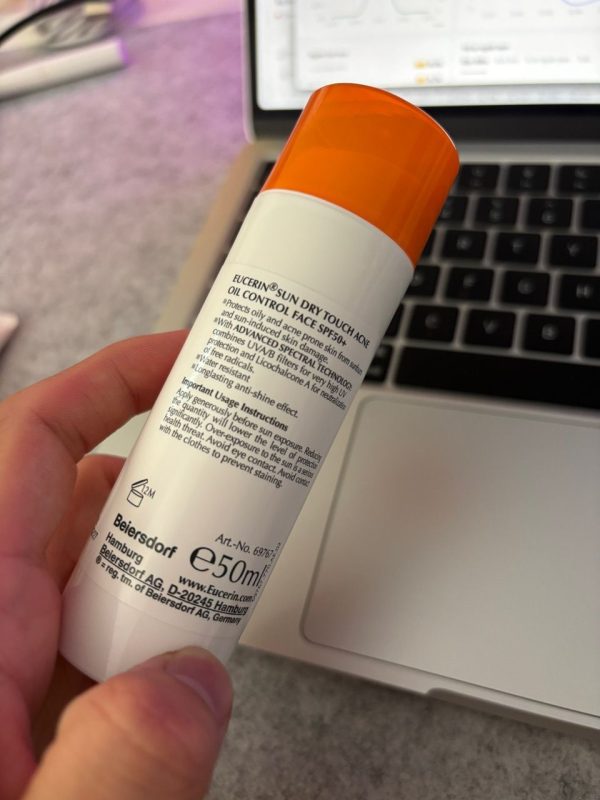 EUCERIN® SUN DRY TOUCH ACNE
OIL CONTROL FACE SPF50+
*Protects oily and acne prone skin from sunburn
and sun-induced skin damage.
*With ADVANCED SPECTRAL TECHNOLOGY:
combines UVA/B filters for very high UV
protection and Licochalcone A for neutralization
of free radicals.
*Water resistant
*Longlasting anti-shine effect.
Important Usage Instructions
Apply generously before sun exposure. Reducing
the quantity will lower the level of protection
significantly. Over-exposure to the sun is a serious
health threat. Avoid eye contact. Avoid contact
with the clothes to prevent staining.
12M
Art.-No. 69767
Beiersdorf
℮50ml
Hamburg
www.Eucerin.com
Beiersdorf AG, D-20245 Hamburg
® = reg. tm. of Beiersdorf AG, Germany